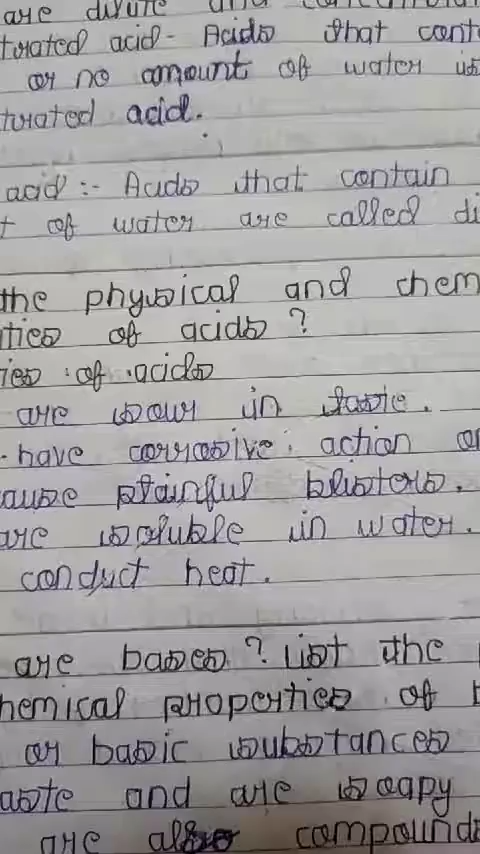 are dilute and
turated acid - Acids that cont
or no amount of water is
turated acid.
acid :- Acids that contain
t of water are called di
the physical and chem
ties of acids ?
ies of acids
are sour in taste.
- have corrosive action on
ause painful blisters.
are soluble in water.
conduct heat.
are bases ? List the
hemical properties of b
or basic substances
aste and are soapy
are also compounds